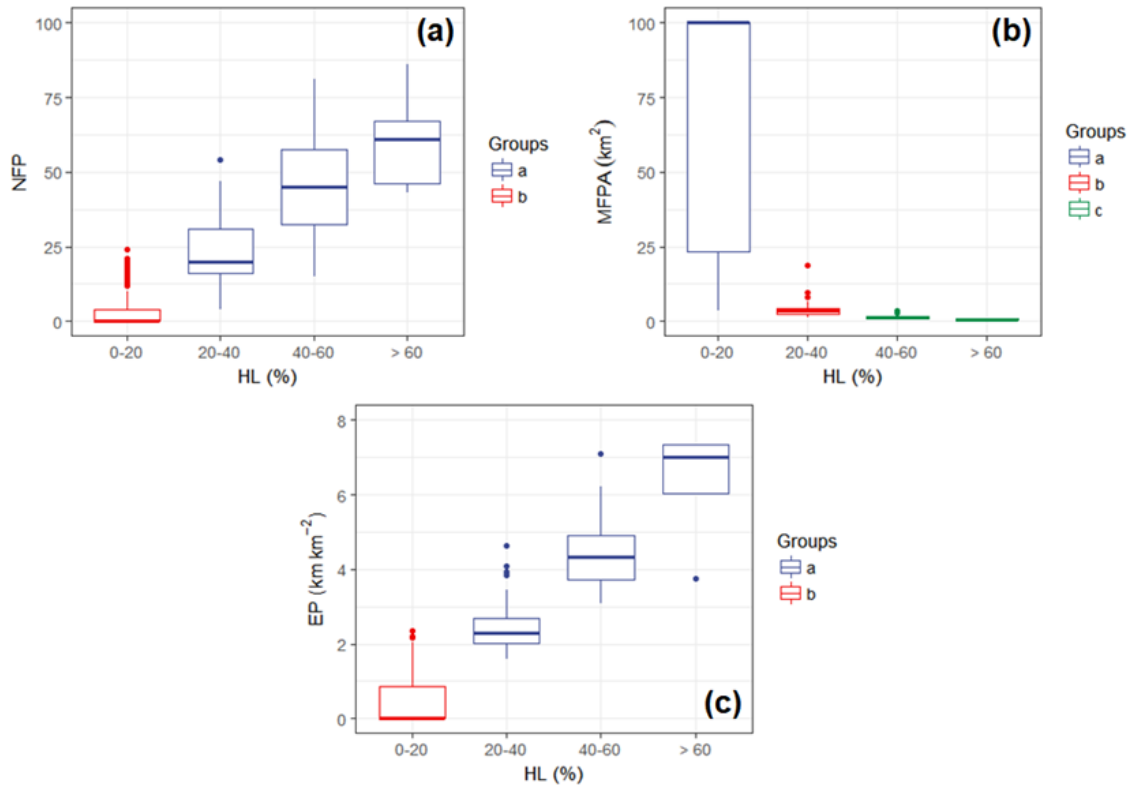 (a)
NFP
100
75
50
25
0
0-20
20-40
40-60
> 60
HL (%)
Groups
a
b
(b)
MFPA (km²)
100
75
50
25
0
0-20
20-40
40-60
> 60
HL (%)
Groups
a
b
c
(c)
EP (km km⁻²)
8
6
4
2
0
0-20
20-40
40-60
> 60
HL (%)
Groups
a
b